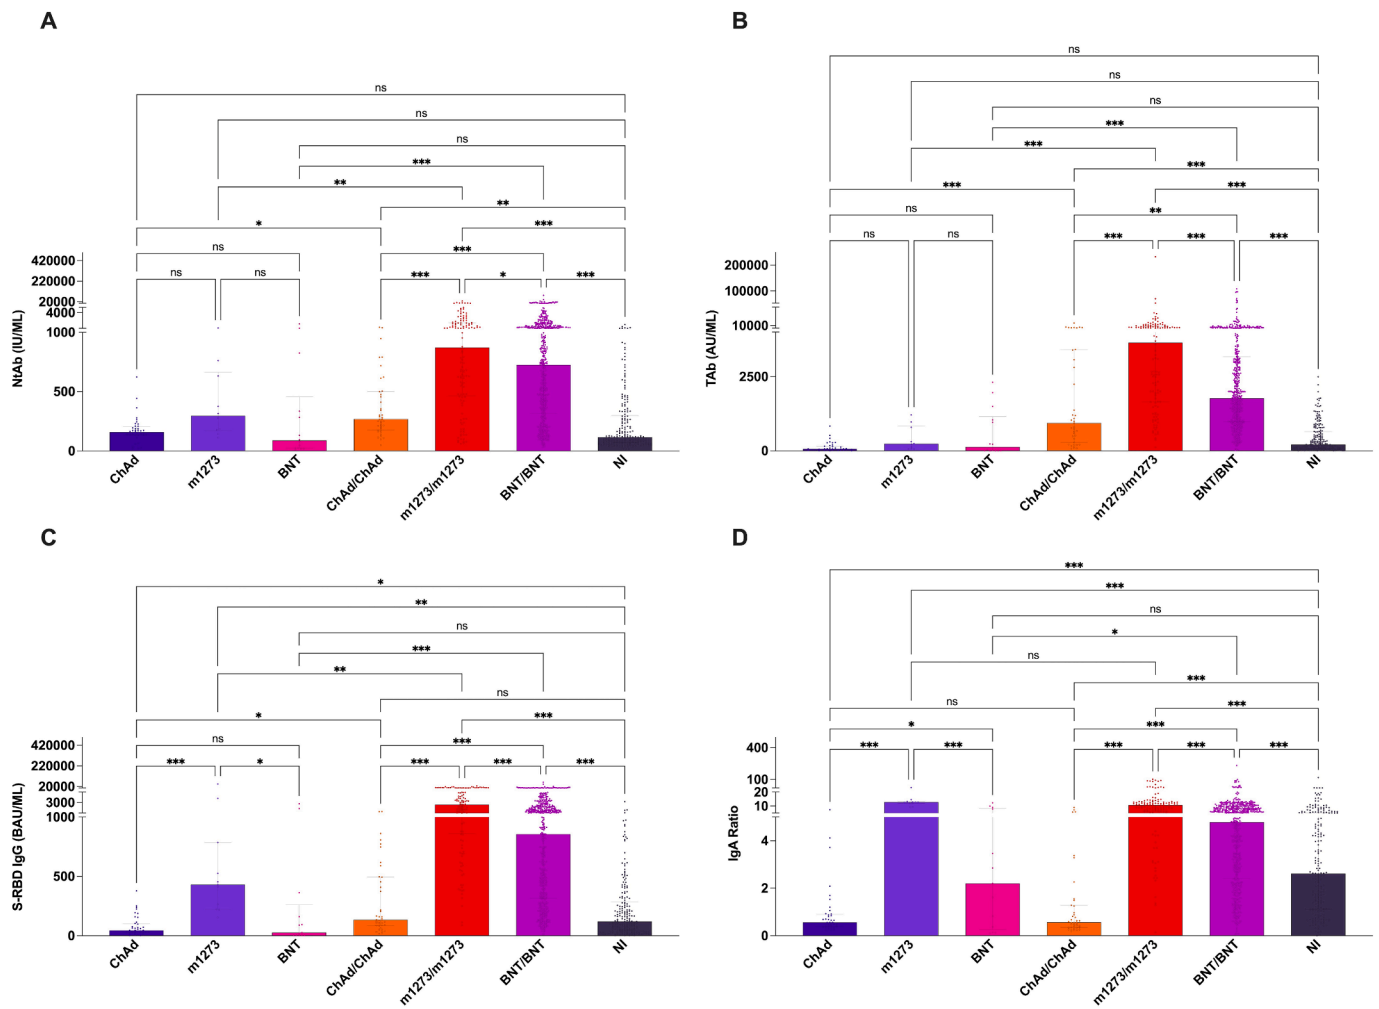 A
ns
ns
ns
***
**
**
*
***
ns
***
ns
ns
***
*
***
420000
220000
20000
4000
1000
500
0
NtAb (IU/ML)
ChAd
m1273
BNT
ChAd/ChAd
m1273/m1273
BNT/BNT
NI
B
ns
ns
ns
***
***
***
***
***
ns
**
ns
ns
***
***
***
200000
100000
10000
2500
0
TAb (AU/ML)
ChAd
m1273
BNT
ChAd/ChAd
m1273/m1273
BNT/BNT
NI
C
*
**
ns
***
**
ns
*
***
ns
***
***
*
***
***
***
420000
220000
20000
3000
1000
500
0
S-RBD IgG (BAU/ML)
ChAd
m1273
BNT
ChAd/ChAd
m1273/m1273
BNT/BNT
NI
D
***
***
ns
*
ns
***
ns
***
*
***
***
***
***
***
***
400
100
20
10
4
2
0
IgA Ratio
ChAd
m1273
BNT
ChAd/ChAd
m1273/m1273
BNT/BNT
NI